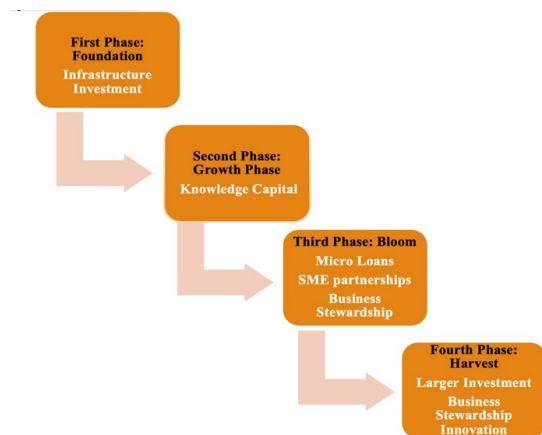 First Phase:
Foundation
Infrastructure
Investment
Second Phase:
Growth Phase
Knowledge Capital
Third Phase: Bloom
Micro Loans
SME partnerships
Business
Stewardship
Fourth Phase:
Harvest
Larger Investment
Business
Stewardship
Innovation